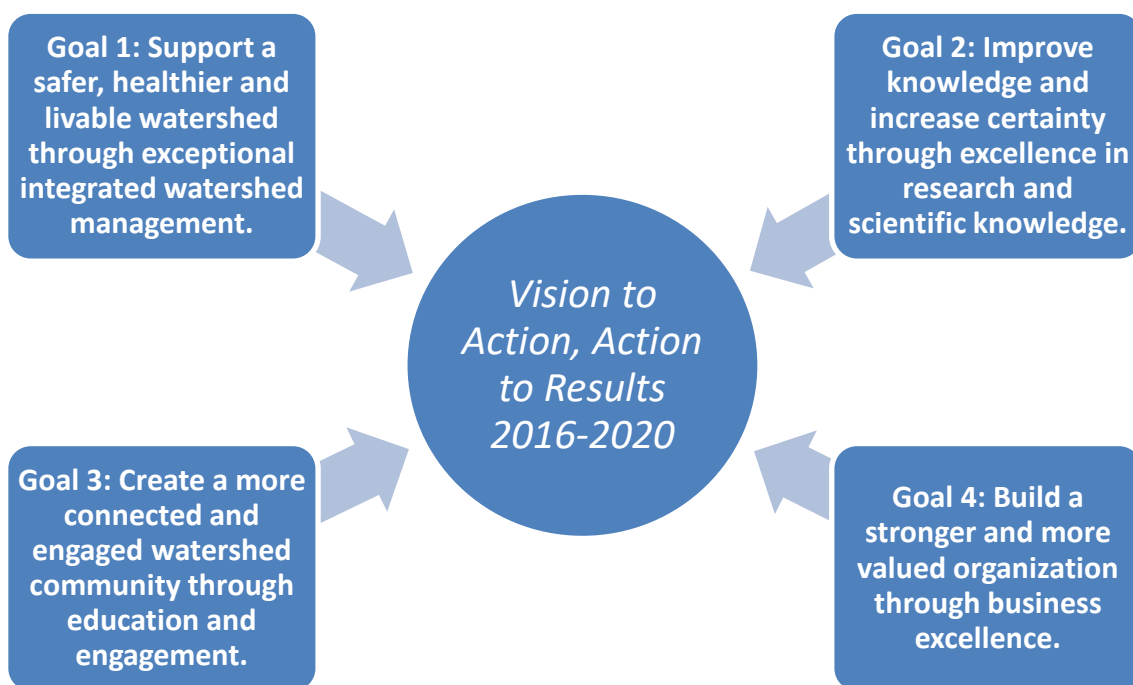 Goal 1: Support a
safer, healthier and
livable watershed
through exceptional
integrated watershed
management.
Goal 2: Improve
knowledge and
increase certainty
through excellence in
research and
scientific knowledge.
Vision to
Action, Action
to Results
2016-2020
Goal 3: Create a more
connected and
engaged watershed
community through
education and
engagement.
Goal 4: Build a
stronger and more
valued organization
through business
excellence.